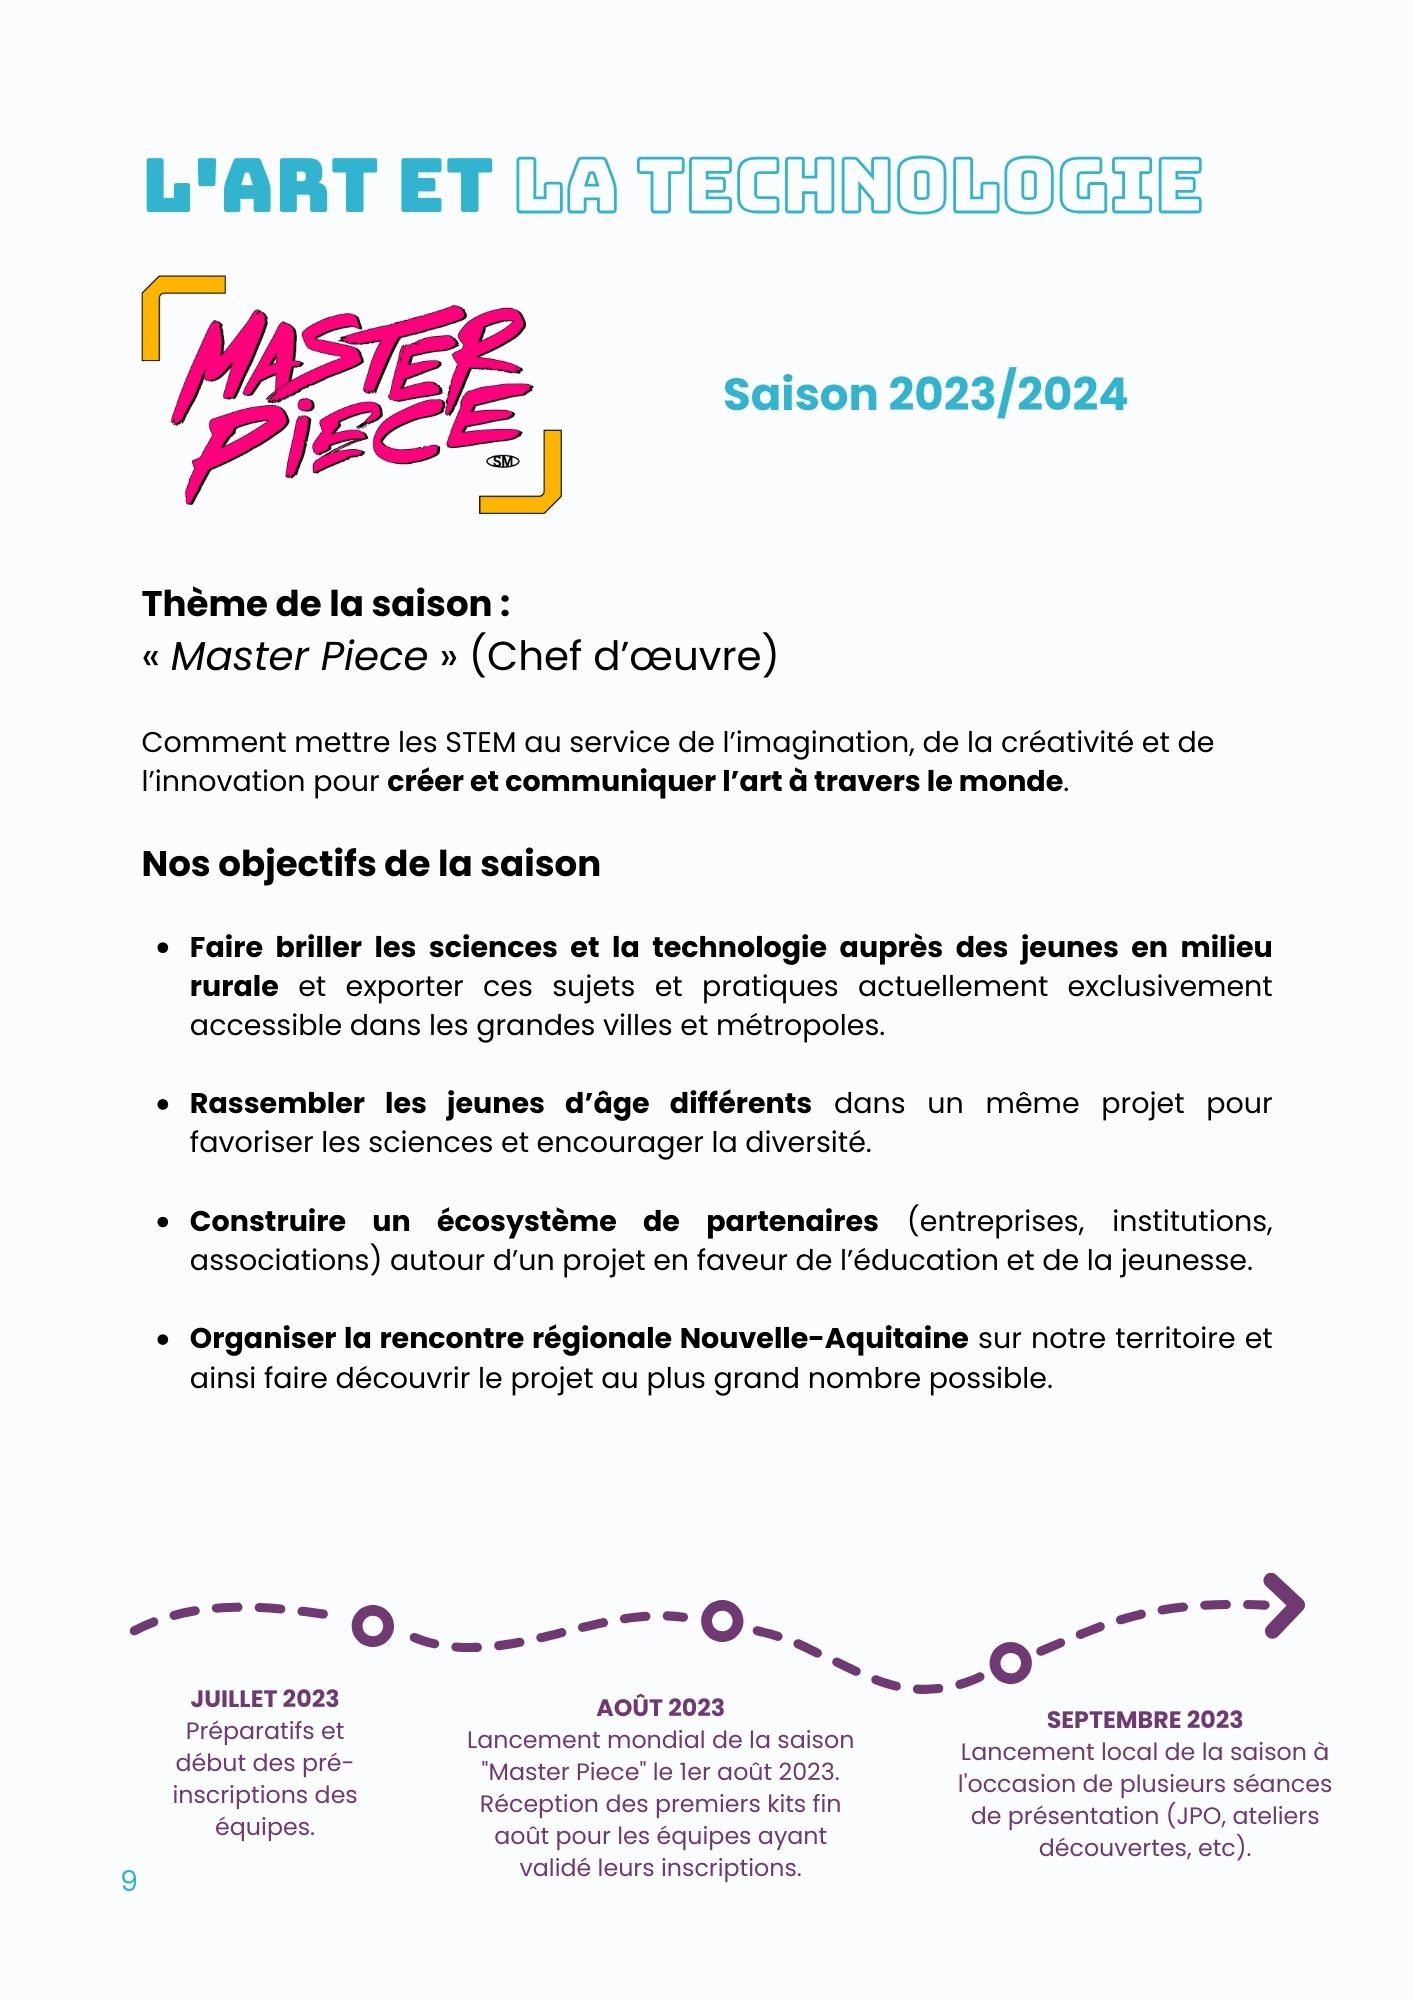 L'ART ET LA TECHNOLOGIE
MASTER
PIECE
SM
Saison 2023/2024
Thème de la saison :
« Master Piece » (Chef d’œuvre)
Comment mettre les STEM au service de l’imagination, de la créativité et de
l’innovation pour créer et communiquer l’art à travers le monde.
Nos objectifs de la saison
• Faire briller les sciences et la technologie auprès des jeunes en milieu
rurale et exporter ces sujets et pratiques actuellement exclusivement
accessible dans les grandes villes et métropoles.
• Rassembler les jeunes d’âge différents dans un même projet pour
favoriser les sciences et encourager la diversité.
• Construire un écosystème de partenaires (entreprises, institutions,
associations) autour d’un projet en faveur de l’éducation et de la jeunesse.
• Organiser la rencontre régionale Nouvelle-Aquitaine sur notre territoire et
ainsi faire découvrir le projet au plus grand nombre possible.
JUILLET 2023
Préparatifs et
début des pré-
inscriptions des
équipes.
AOÛT 2023
Lancement mondial de la saison
"Master Piece" le 1er août 2023.
Réception des premiers kits fin
août pour les équipes ayant
validé leurs inscriptions.
SEPTEMBRE 2023
Lancement local de la saison à
l'occasion de plusieurs séances
de présentation (JPO, ateliers
découvertes, etc).
9